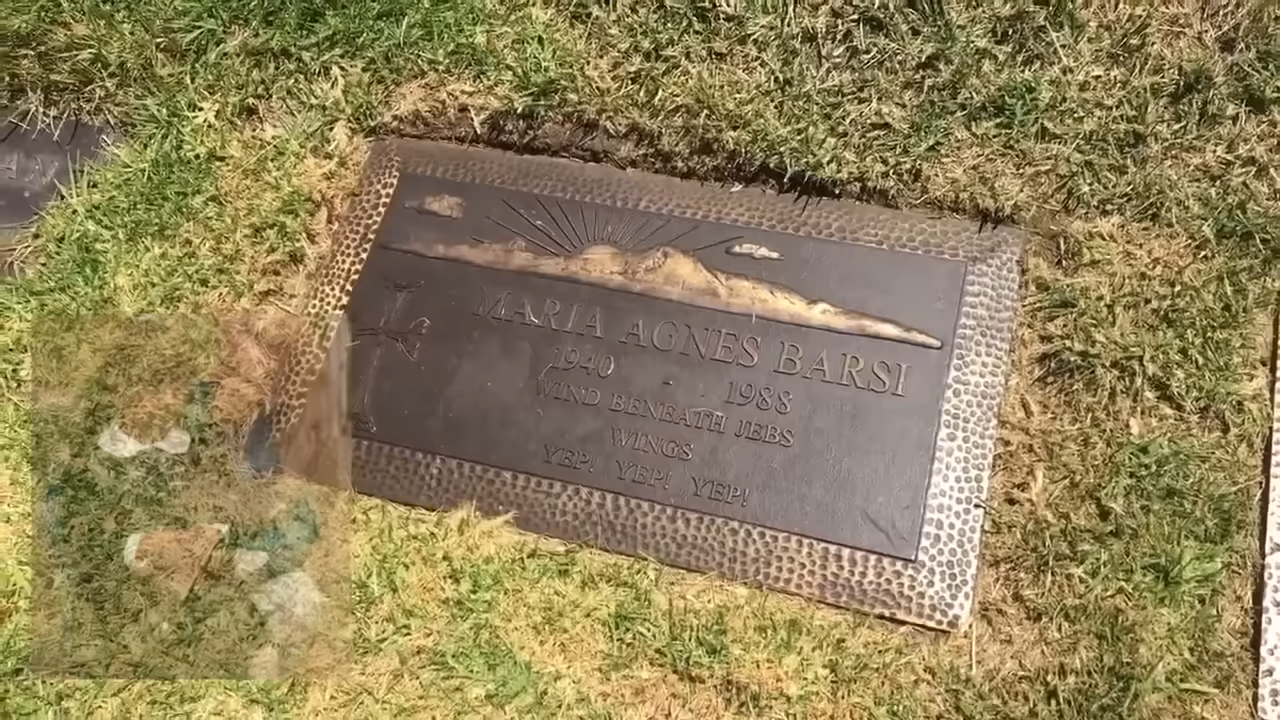 MARIA AGNES BARSI
1940 - 1988
WIND BENEATH JEBS
WINGS
YEP! YEP! YEP!